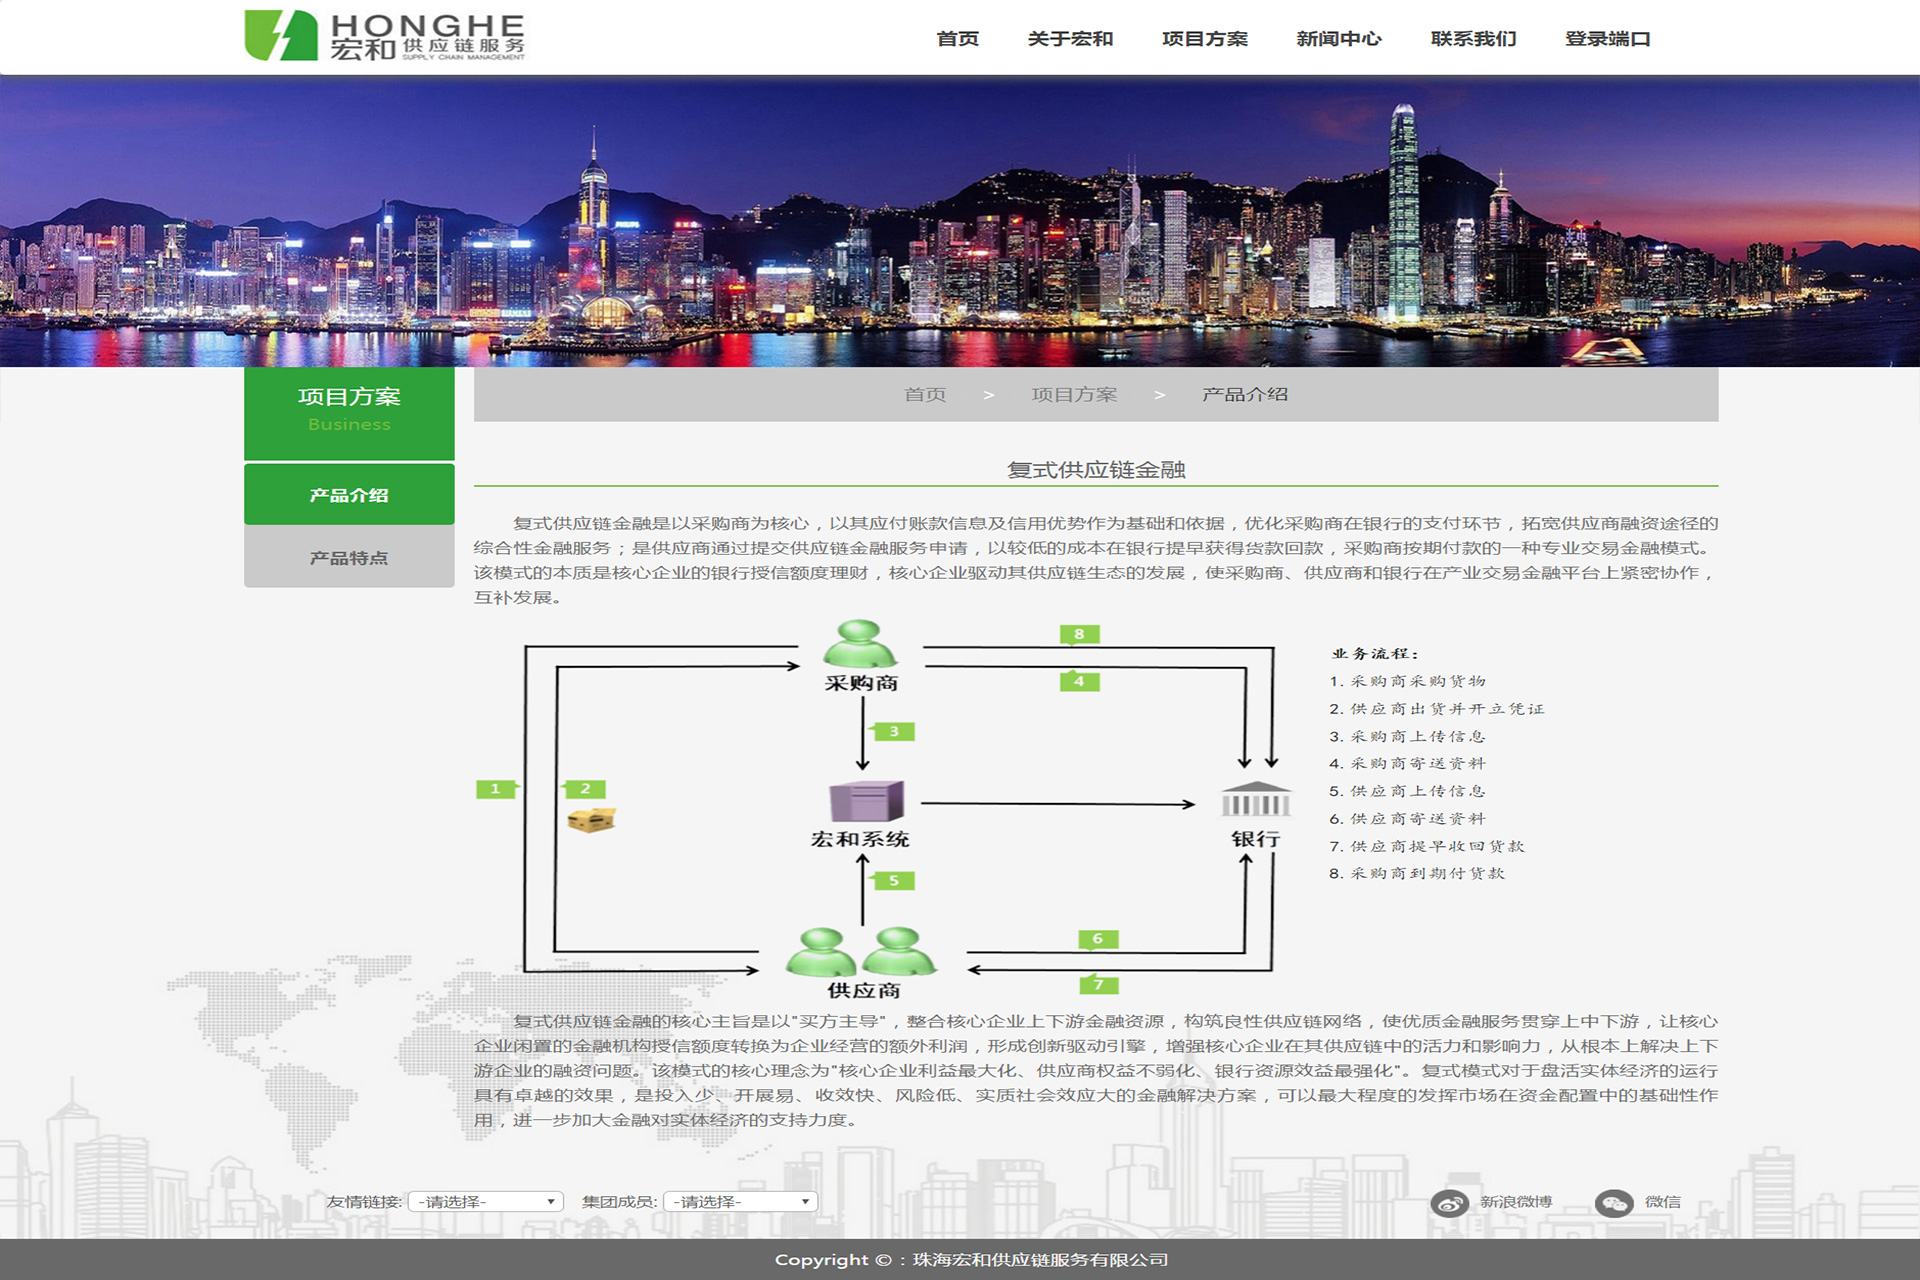 HONGHE
宏和供应链服务
SUPPLY CHAIN MANAGEMENT
首页 关于宏和 项目方案 新闻中心 联系我们 登录端口
项目方案
Business
产品介绍
产品特点
首页 > 项目方案 > 产品介绍
复式供应链金融
复式供应链金融是以采购商为核心，以其应付账款信息及信用优势作为基础和依据，优化采购商在银行的支付环节，拓宽供应商融资途径的
综合性金融服务；是供应商通过提交供应链金融服务申请，以较低的成本在银行提早获得货款回款，采购商按期付款的一种专业交易金融模式。
该模式的本质是核心企业的银行授信额度理财，核心企业驱动其供应链生态的发展，使采购商、供应商和银行在产业交易金融平台上紧密协作，
互补发展。
8
采购商
4
3
1
2
宏和系统
银行
5
6
供应商
7
业务流程:
1. 采购商采购货物
2. 供应商出货并开立凭证
3. 采购商上传信息
4. 采购商寄送资料
5. 供应商上传信息
6. 供应商寄送资料
7. 供应商提早收回货款
8. 采购商到期付货款
复式供应链金融的核心主旨是以"买方主导"，整合核心企业上下游金融资源，构筑良性供应链网络，使优质金融服务贯穿上中下游，让核心
企业闲置的金融机构授信额度转换为企业经营的额外利润，形成创新驱动引擎，增强核心企业在其供应链中的活力和影响力，从根本上解决上下
游企业的融资问题。该模式的核心理念为"核心企业利益最大化、供应商权益不弱化、银行资源效益最强化"。复式模式对于盘活实体经济的运行
具有卓越的效果，是投入少、开展易、收效快、风险低、实质社会效应大的金融解决方案，可以最大程度的发挥市场在资金配置中的基础性作
用，进一步加大金融对实体经济的支持力度。
友情链接: -请选择- 集团成员: -请选择- 新浪微博 微信
Copyright ©：珠海宏和供应链服务有限公司